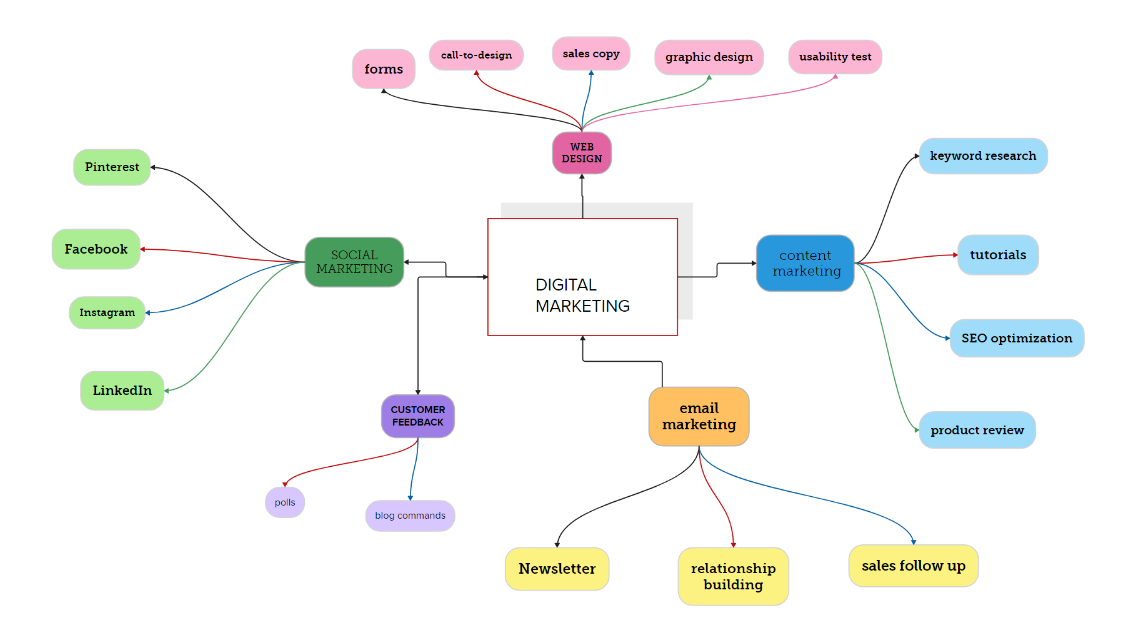 forms
call-to-design
sales copy
graphic design
usability test
WEB
DESIGN
Pinterest
Facebook
Instagram
LinkedIn
SOCIAL
MARKETING
DIGITAL
MARKETING
content
marketing
keyword research
tutorials
SEO optimization
product review
CUSTOMER
FEEDBACK
polls
blog commands
email
marketing
Newsletter
relationship
building
sales follow up